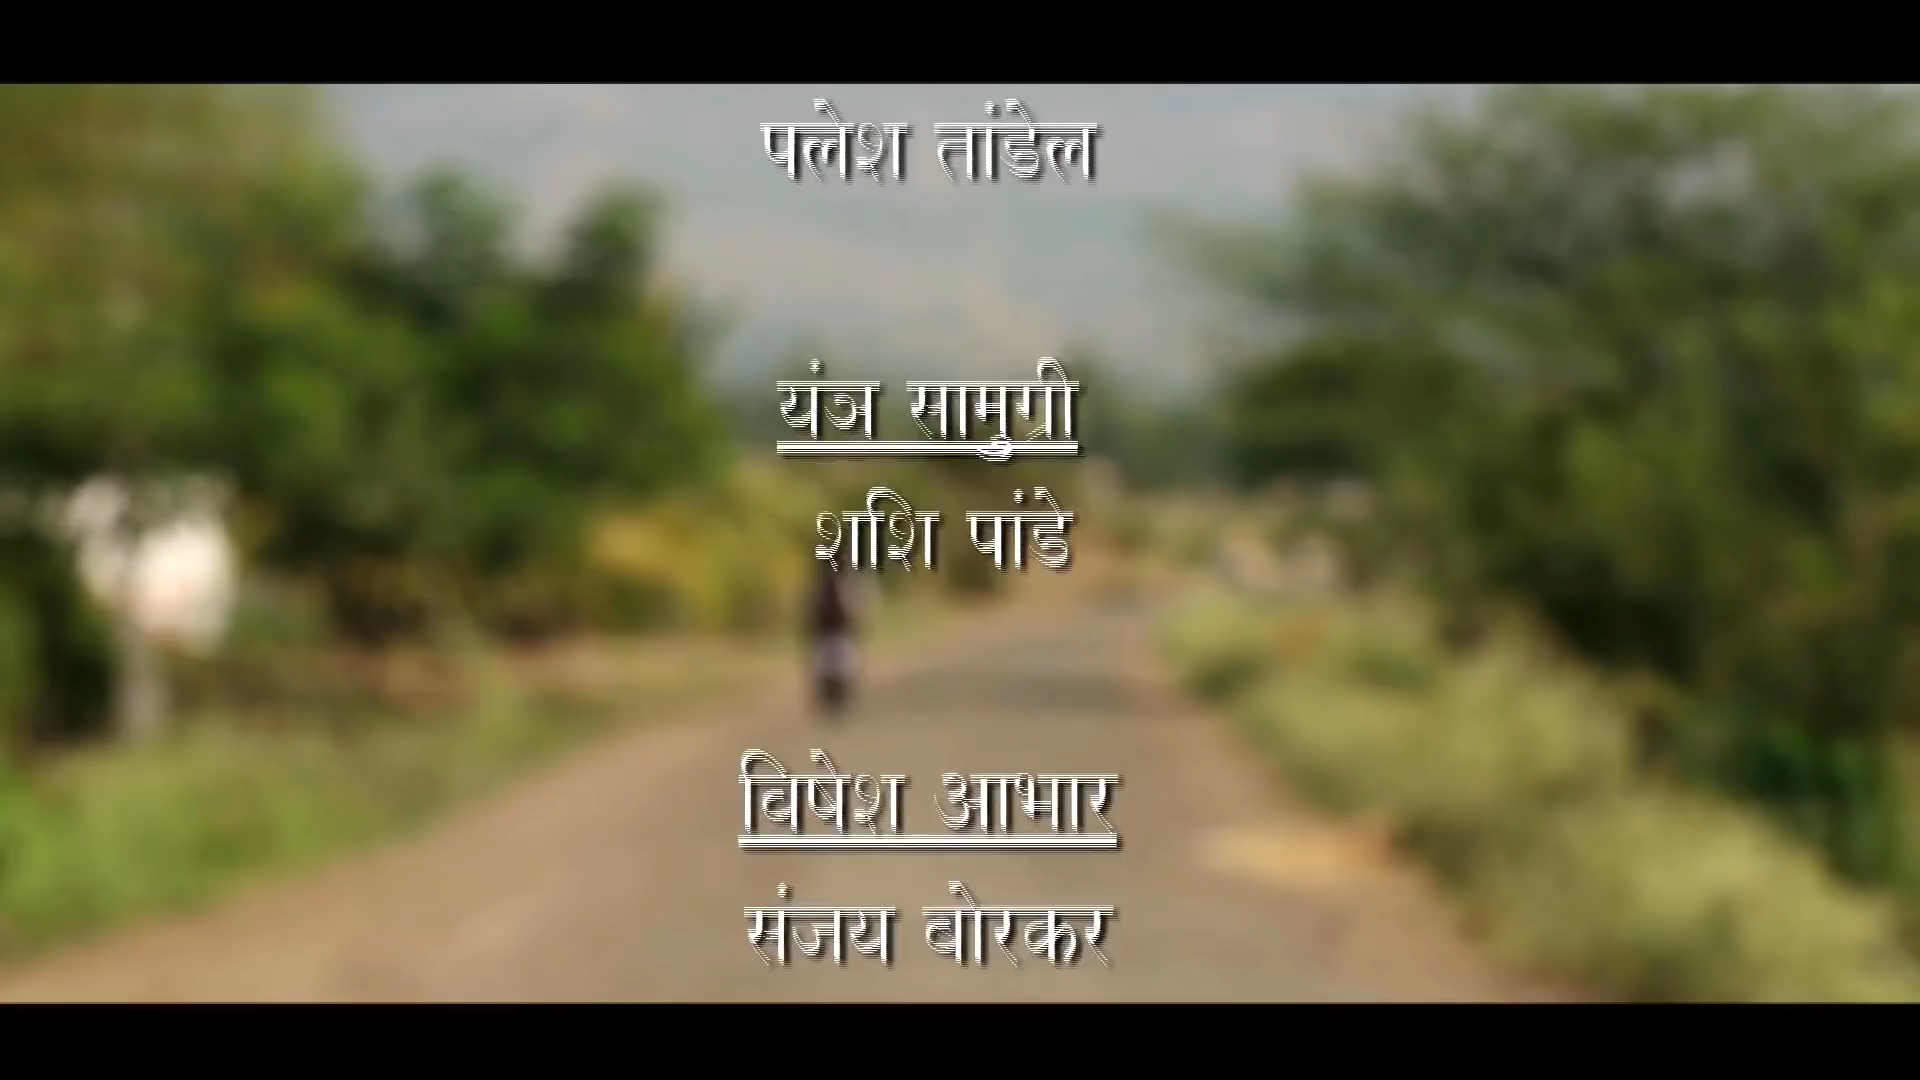 पलेश तांडेल
यंञ सामुग्री
शशि पांडे
विषेश आभार
संजय बोरकर